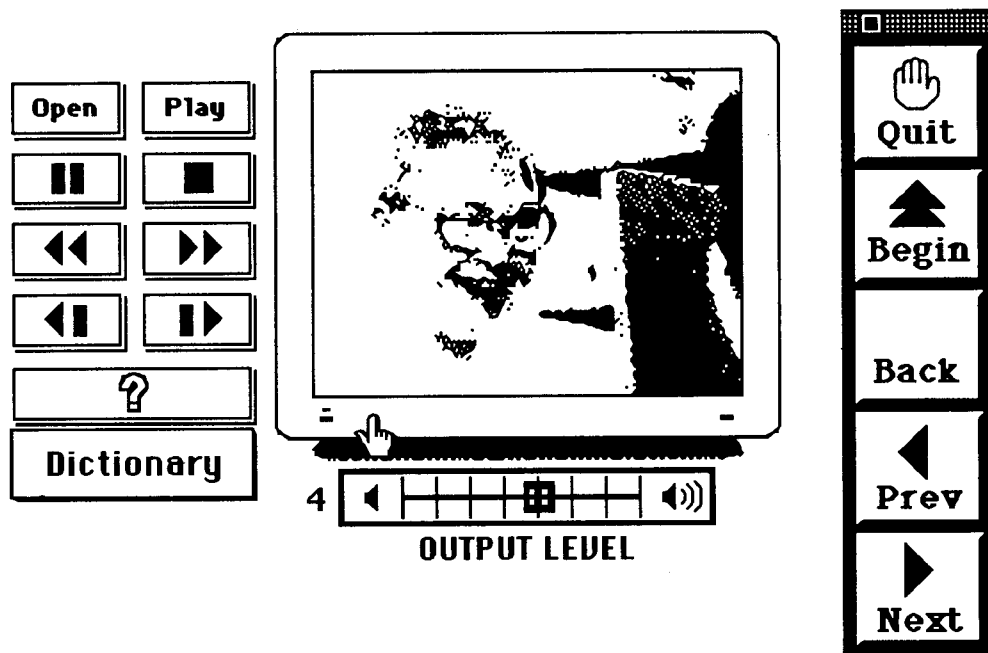 Open
Play
?
Dictionary
4
OUTPUT LEVEL
Quit
Begin
Back
Prev
Next